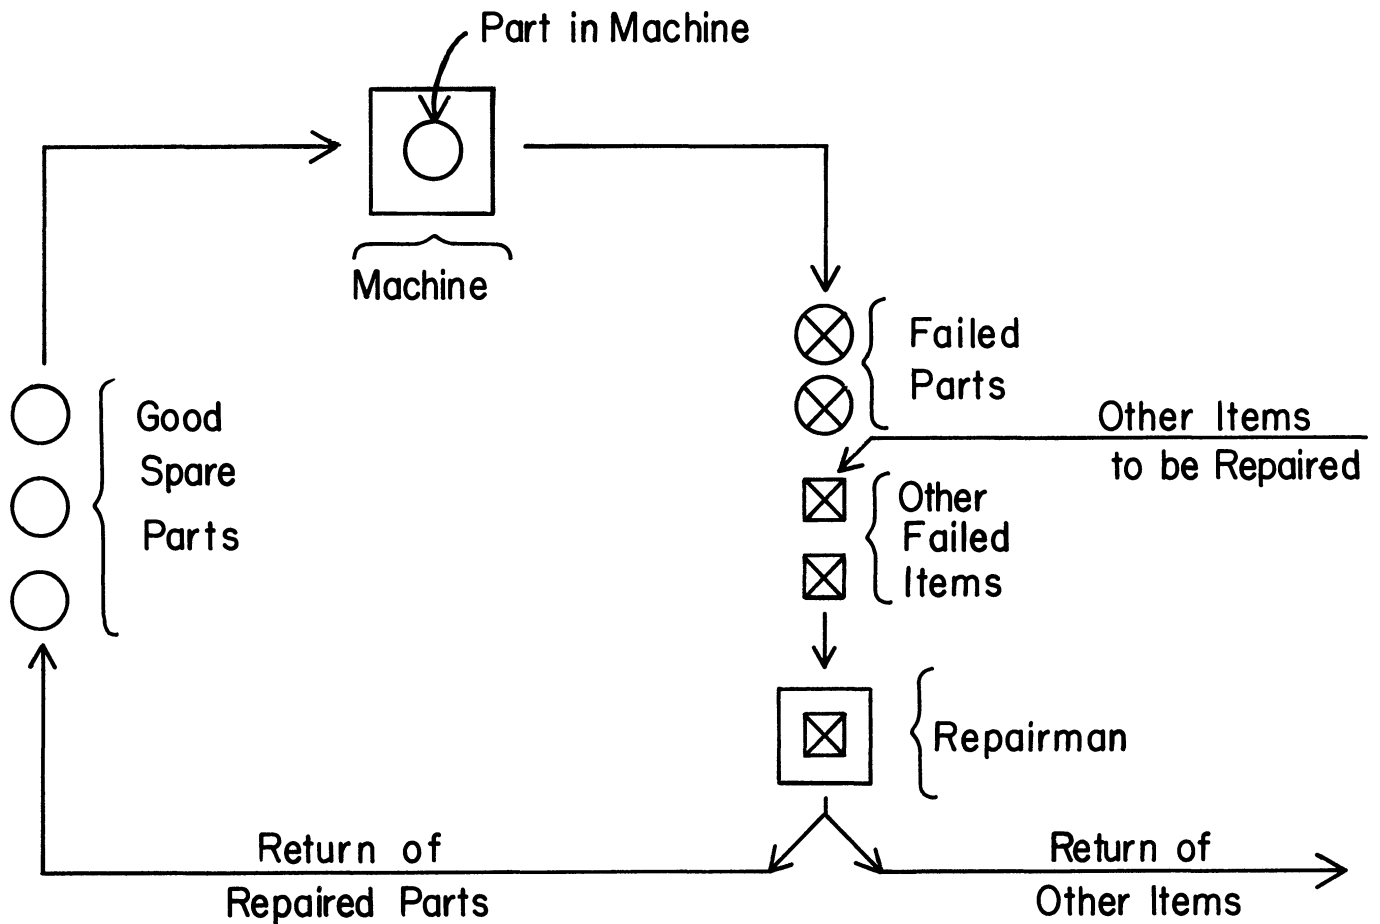 Part in Machine
Machine
Failed
Parts
Other Items
to be Repaired
Good
Spare
Parts
Other
Failed
Items
Repairman
Return of
Repaired Parts
Return of
Other Items